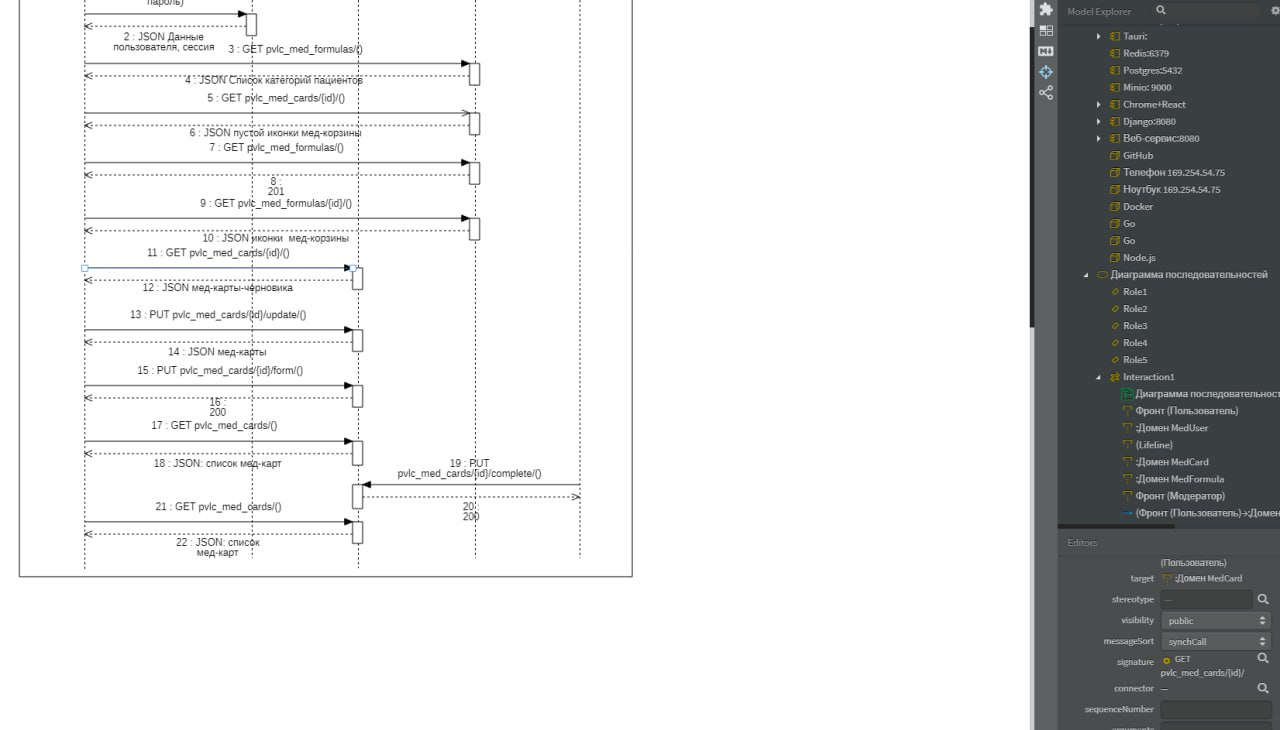 пароль)
2 : JSON Данные
пользователя, сессия
3 : GET pvlc_med_formulas/()
4 : JSON Список категорий пациентов
5 : GET pvlc_med_cards/{id}/()
6 : JSON пустой иконки мед-корзины
7 : GET pvlc_med_formulas/()
8 :
201
9 : GET pvlc_med_formulas/{id}/()
10 : JSON иконки мед-корзины
11 : GET pvlc_med_cards/{id}/()
12 : JSON мед-карты-черновика
13 : PUT pvlc_med_cards/{id}/update/()
14 : JSON мед-карты
15 : PUT pvlc_med_cards/{id}/form/()
16 :
200
17 : GET pvlc_med_cards/()
18 : JSON: список мед-карт
19 : PUT
pvlc_med_cards/{id}/complete/()
20 :
200
21 : GET pvlc_med_cards/()
22 : JSON: список
мед-карт
Model Explorer
Tauri:
Redis:6379
Postgres:5432
Minio: 9000
Chrome+React
Django:8080
Веб-сервис:8080
GitHub
Телефон 169.254.54.75
Ноутбук 169.254.54.75
Docker
Go
Go
Node.js
Диаграмма последовательностей
Role1
Role2
Role3
Role4
Role5
Interaction1
Диаграмма последовательност
Фронт (Пользователь)
:Домен MedUser
(Lifeline)
:Домен MedCard
:Домен MedFormula
Фронт (Модератор)
(Фронт (Пользователь)→:Домен
Editors
(Пользователь)
target :Домен MedCard
stereotype —
visibility public
messageSort synchCall
signature GET
pvlc_med_cards/{id}/
connector —
sequenceNumber